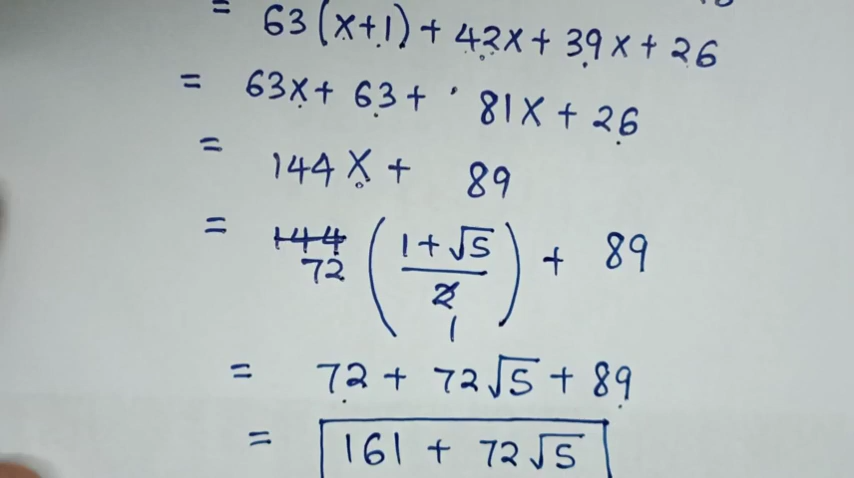 = 63(x+1) + 42x + 39x + 26
= 63x + 63 + 81x + 26
= 144x + 89
= 144 72 ((1+√5)/2 1) + 89
= 72 + 72√5 + 89
= 161 + 72√5